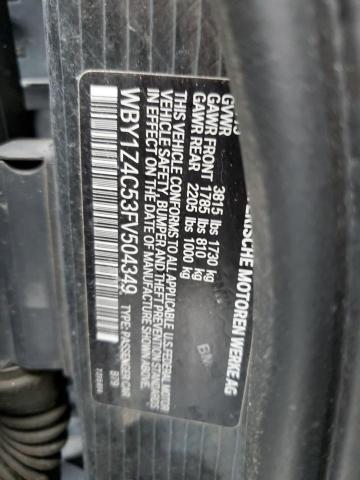 ERISCHE MOTOREN WERKE AG
GVWR 3815 lbs 1730 kg
GAWR FRONT 1785 lbs 810 kg
GAWR REAR 2205 lbs 1000 kg
THIS VEHICLE CONFORMS TO ALL APPLICABLE U.S. FEDERAL MOTOR
VEHICLE SAFETY, BUMPER, AND THEFT PREVENTION STANDARDS
IN EFFECT ON THE DATE OF MANUFACTURE SHOWN ABOVE.
WBY1Z4C53FV504349 TYPE: PASSENGER CAR
B79